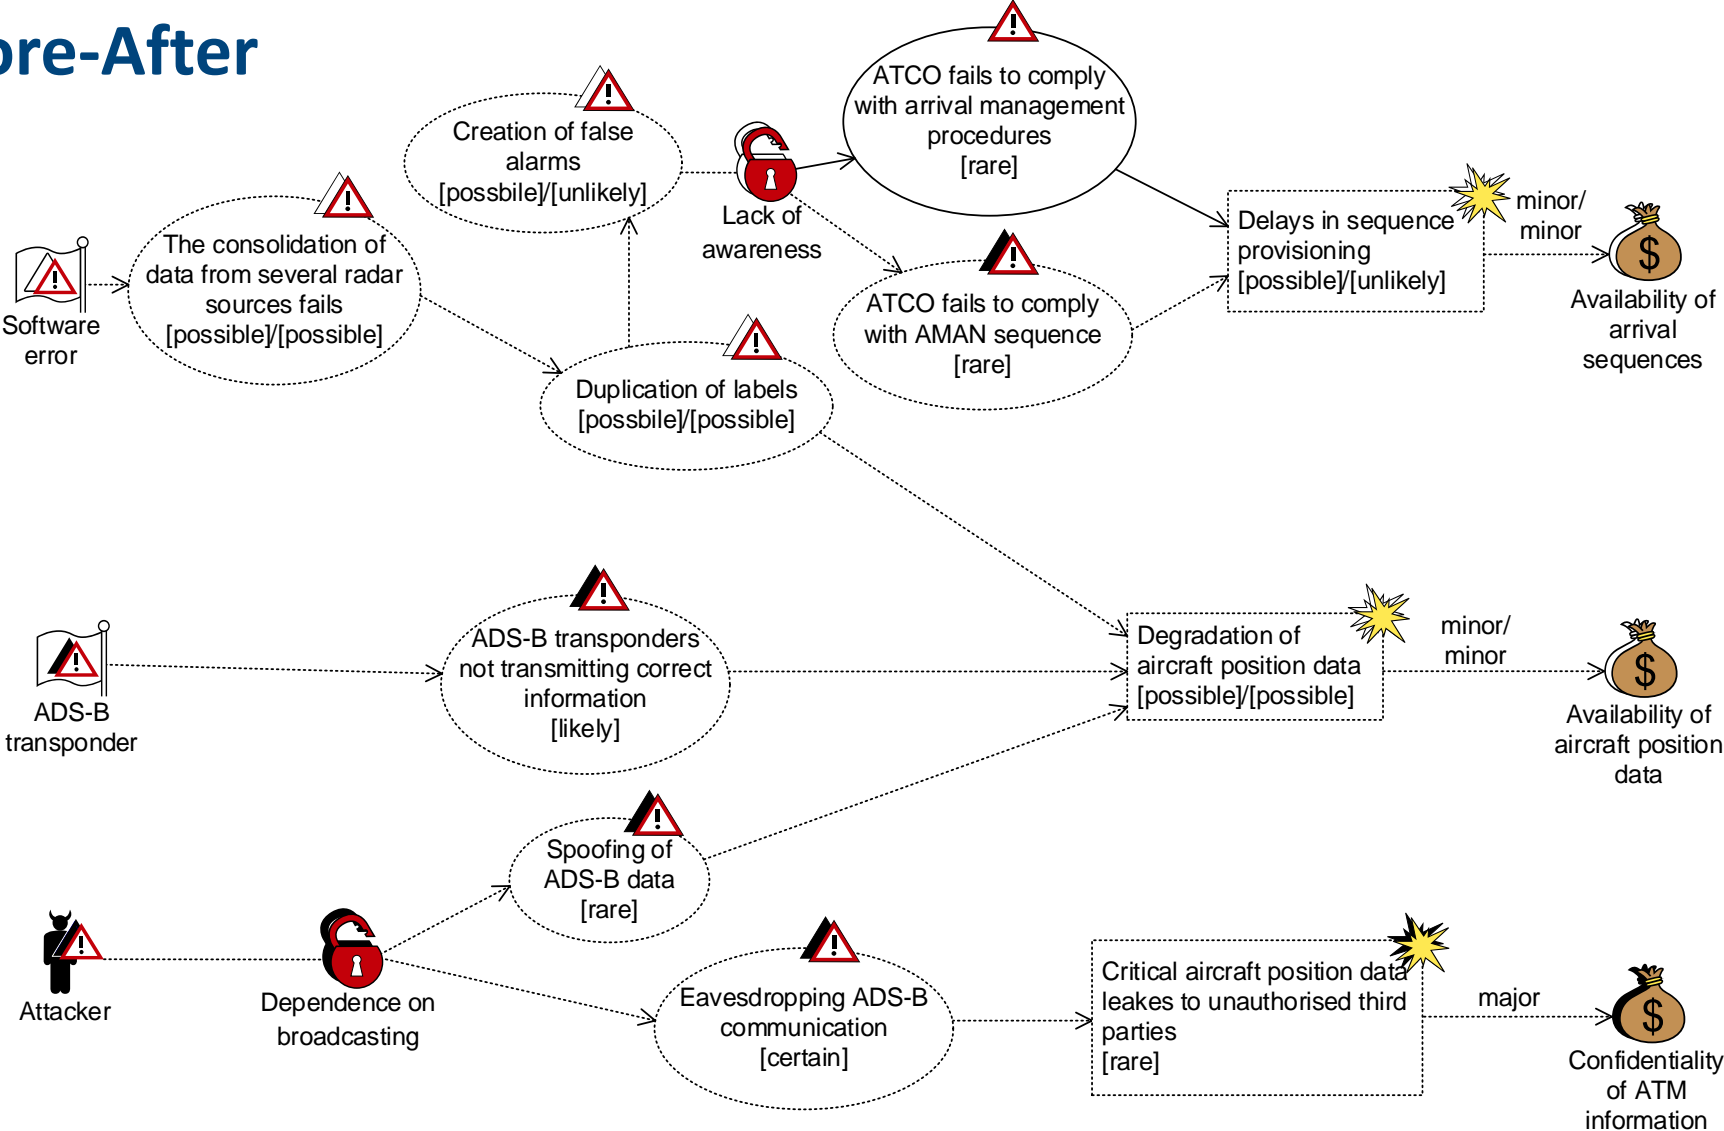 ore-After
ATCO fails to comply
with arrival management
procedures
[rare]
Creation of false
alarms
[possbile]/[unlikely]
Lack of
awareness
The consolidation of
data from several radar
sources fails
[possible]/[possible]
Software
error
Delays in sequence
provisioning
[possible]/[unlikely]
minor/
minor
$
Availability of
arrival
sequences
ATCO fails to comply
with AMAN sequence
[rare]
Duplication of labels
[possbile]/[possible]
ADS-B transponders
not transmitting correct
information
[likely]
ADS-B
transponder
Degradation of
aircraft position data
[possible]/[possible]
minor/
minor
$
Availability of
aircraft position
data
Spoofing of
ADS-B data
[rare]
Attacker
Dependence on
broadcasting
Eavesdropping ADS-B
communication
[certain]
Critical aircraft position data
leakes to unauthorised third
parties
[rare]
major
$
Confidentiality
of ATM
information